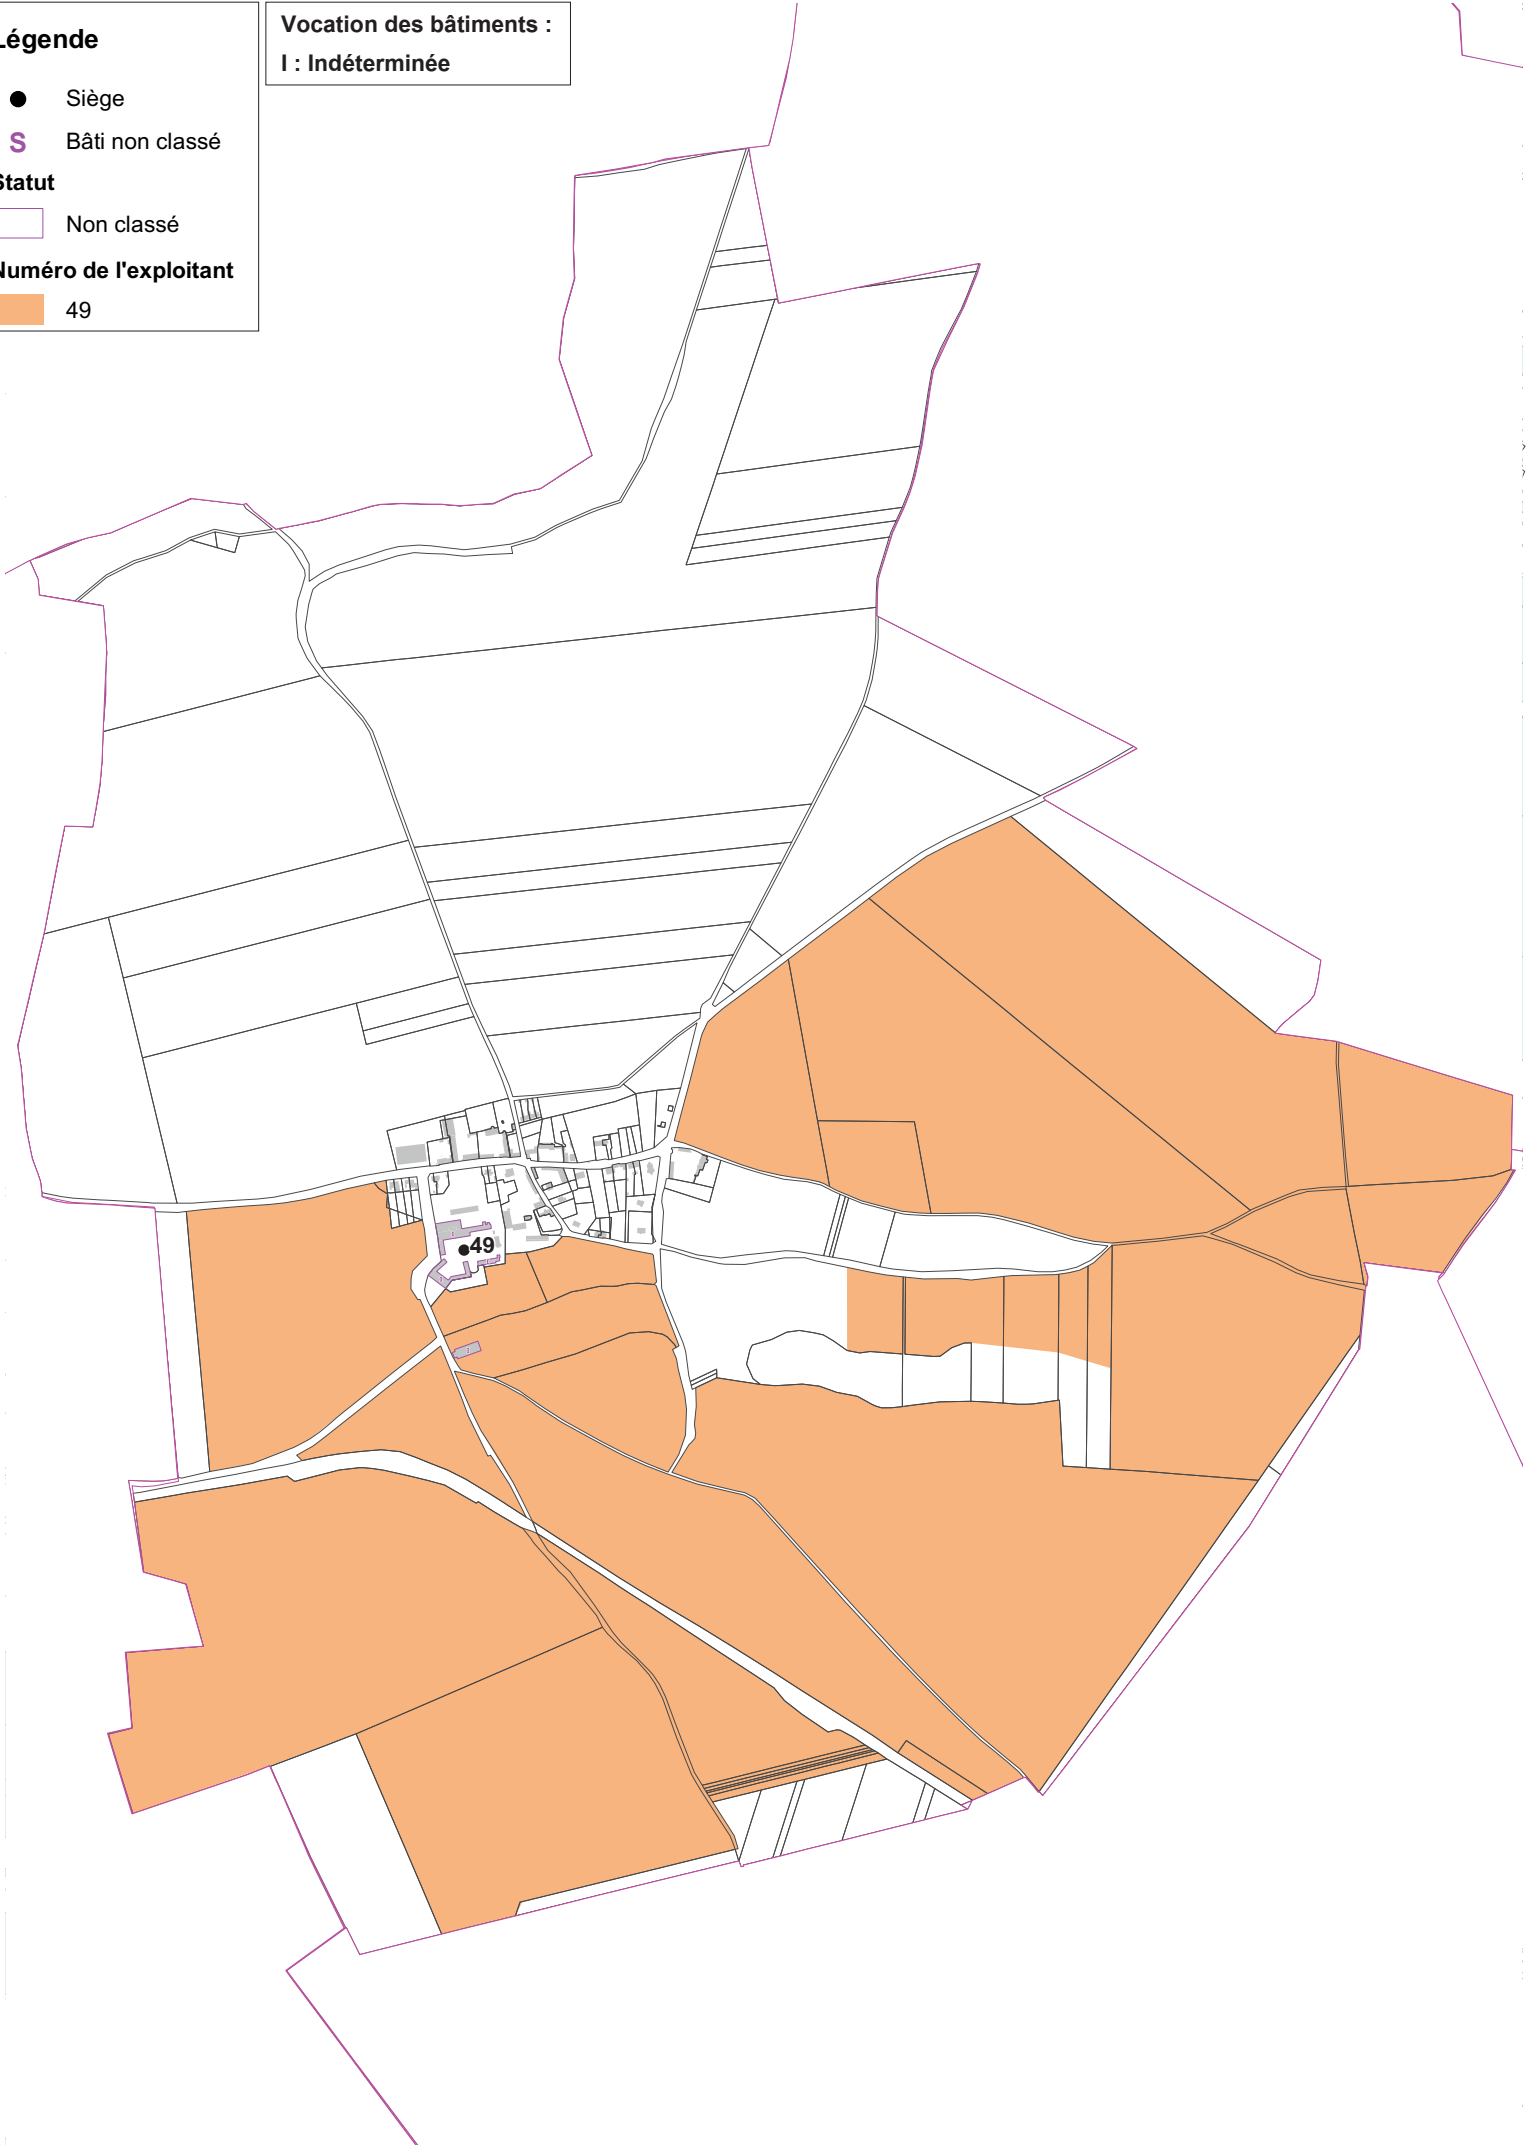 Légende
Siège
S Bâti non classé
Statut
Non classé
Numéro de l'exploitant
49
Vocation des bâtiments :
I : Indéterminée
49